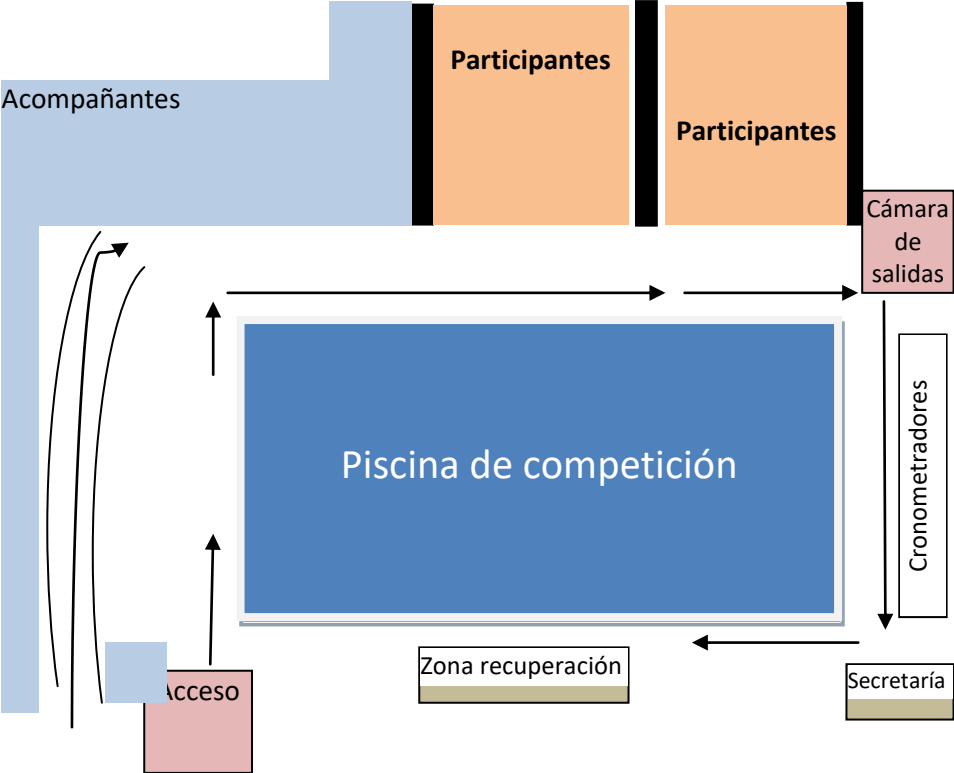 Participantes
Acompañantes
Participantes
Cámara
de
salidas
Piscina de competición
Cronometradores
Zona recuperación
Secretaría
Acceso